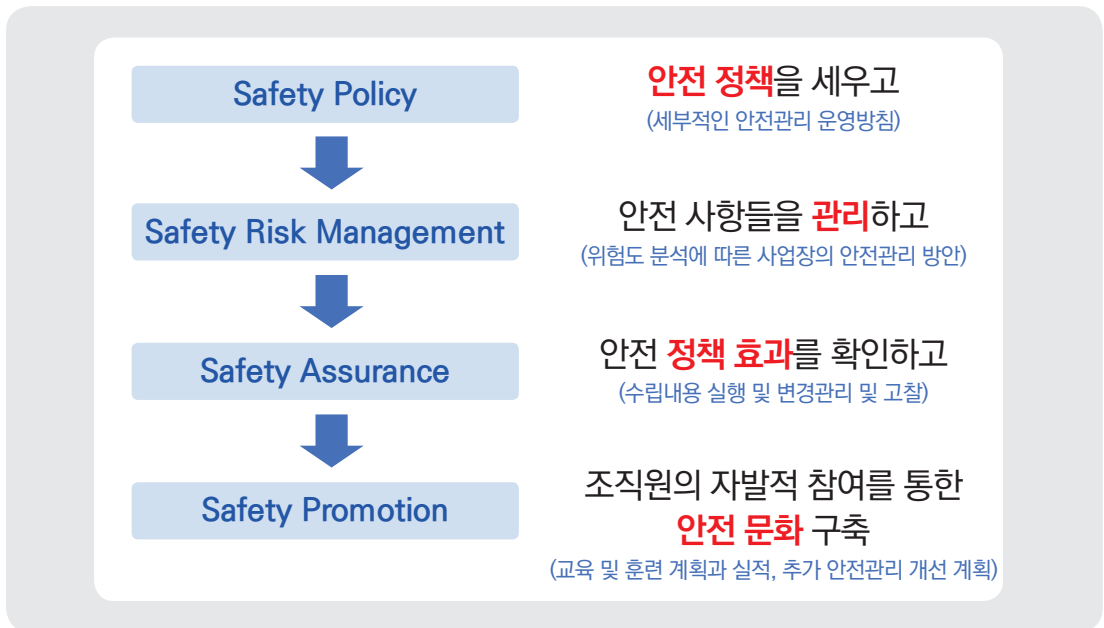 Safety Policy
안전 정책을 세우고
(세부적인 안전관리 운영방침)
Safety Risk Management
안전 사항들을 관리하고
(위험도 분석에 따른 사업장의 안전관리 방안)
Safety Assurance
안전 정책 효과를 확인하고
(수립내용 실행 및 변경관리 및 고찰)
Safety Promotion
조직원의 자발적 참여를 통한
안전 문화 구축
(교육 및 훈련 계획과 실적, 추가 안전관리 개선 계획)